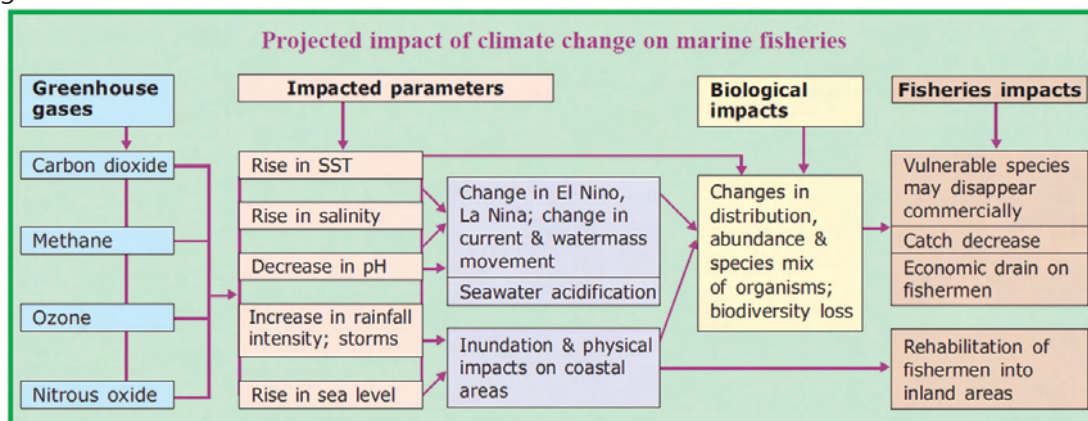 Projected impact of climate change on marine fisheries
Greenhouse
gases
Carbon dioxide
Methane
Ozone
Nitrous oxide
Impacted parameters
Rise in SST
Rise in salinity
Decrease in pH
Increase in rainfall
intensity; storms
Rise in sea level
Change in El Nino,
La Nina; change in
current & watermass
movement
Seawater acidification
Inundation & physical
impacts on coastal
areas
Biological
impacts
Changes in
distribution,
abundance &
species mix
of organisms;
biodiversity loss
Fisheries impacts
Vulnerable species
may disappear
commercially
Catch decrease
Economic drain on
fishermen
Rehabilitation of
fishermen into
inland areas